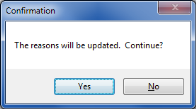 Confirmation
The reasons will be updated. Continue?
Yes
No